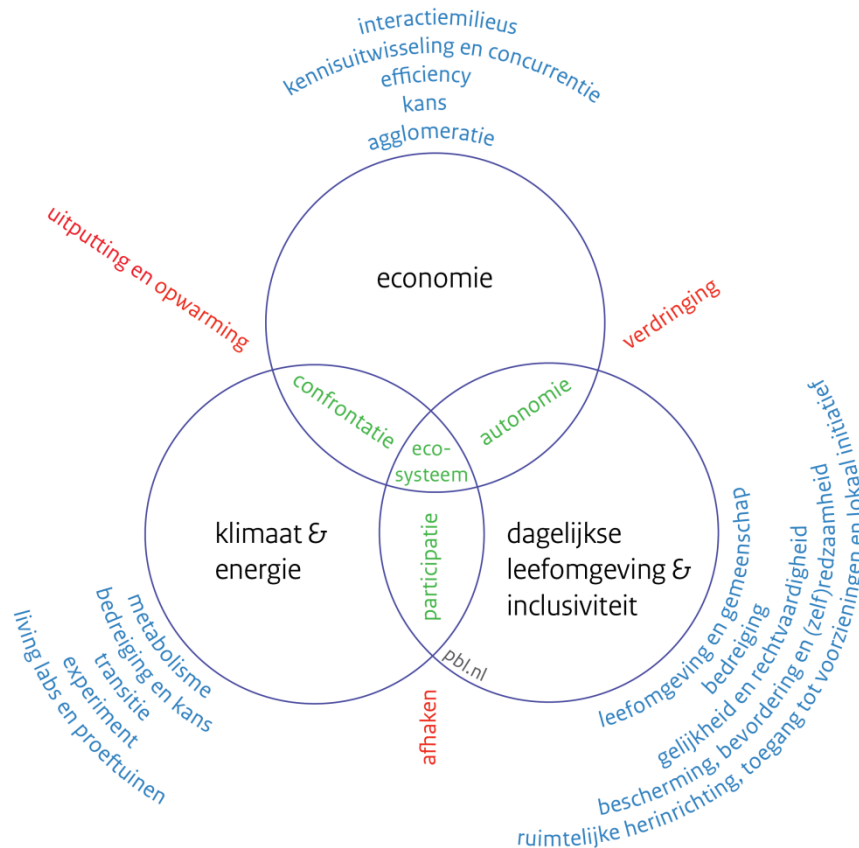 interactiemilieus
kennisuitwisseling en concurrentie
efficiency
kans
agglomeratie
uitputting en opwarming
economie
verdringing
confrontatie
autonomie
eco-
systeem
klimaat &
energie
participatie
dagelijkse
leefomgeving &
inclusiviteit
metabolisme
bedreiging en kans
transitie
experiment
living labs en proeftuinen
afhaken
pbl.nl
leefomgeving en gemeenschap
bedreiging
gelijkheid en rechtvaardigheid
bescherming, bevordering en (zelf)redzaamheid
ruimtelijke herinrichting, toegang tot voorzieningen en lokaal initiatief